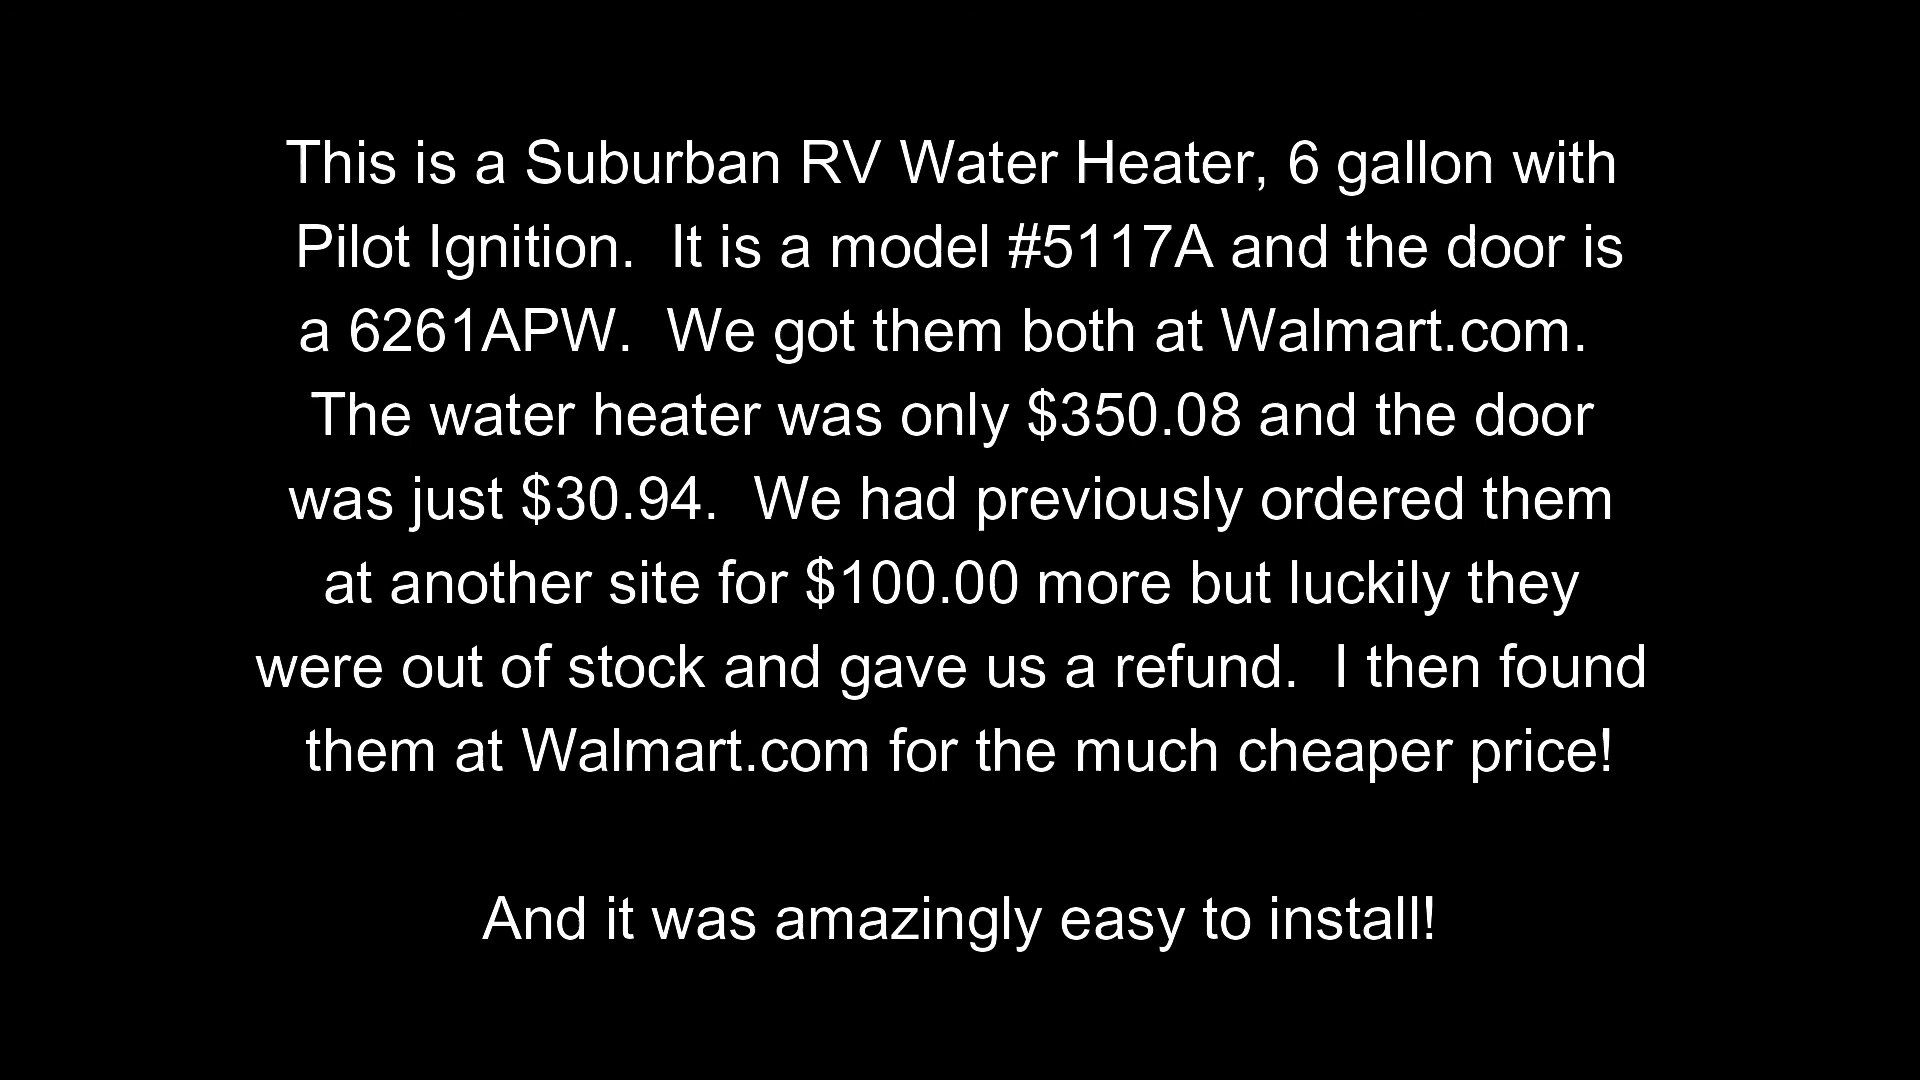 This is a Suburban RV Water Heater, 6 gallon with
Pilot Ignition.  It is a model #5117A and the door is
a 6261APW.  We got them both at Walmart.com.
The water heater was only $350.08 and the door
was just $30.94.  We had previously ordered them
at another site for $100.00 more but luckily they
were out of stock and gave us a refund.  I then found
them at Walmart.com for the much cheaper price!
And it was amazingly easy to install!